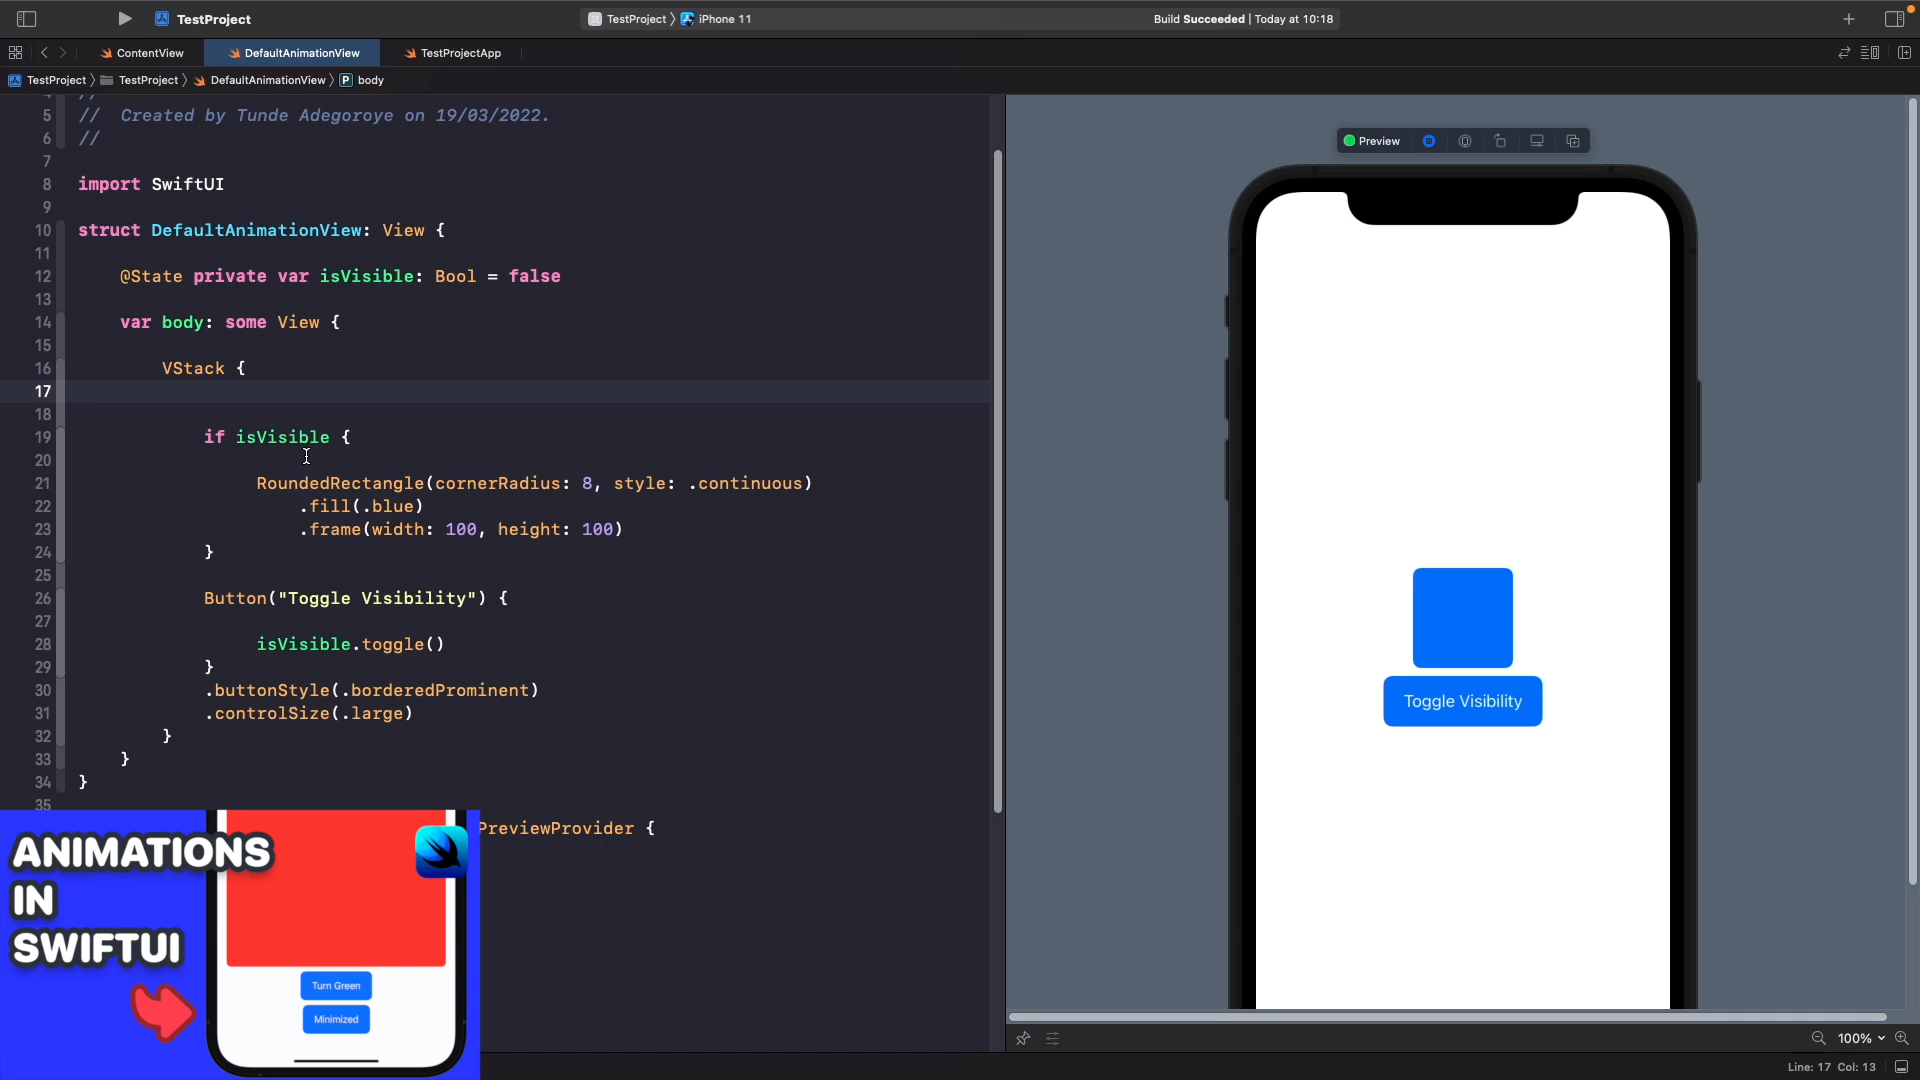 TestProject
TestProject 〉 iPhone 11
Build Succeeded | Today at 10:18
ContentView
DefaultAnimationView
TestProjectApp
TestProject 〉 TestProject 〉 DefaultAnimationView 〉 P body
4 //
5 //  Created by Tunde Adegoroye on 19/03/2022.
6 //
7
8 import SwiftUI
9
10 struct DefaultAnimationView: View {
11
12     @State private var isVisible: Bool = false
13
14     var body: some View {
15
16         VStack {
17
18
19             if isVisible {
20
21                 RoundedRectangle(cornerRadius: 8, style: .continuous)
22                     .fill(.blue)
23                     .frame(width: 100, height: 100)
24             }
25
26             Button("Toggle Visibility") {
27
28                 isVisible.toggle()
29             }
30             .buttonStyle(.borderedProminent)
31             .controlSize(.large)
32         }
33     }
34 }
35
PreviewProvider {
ANIMATIONS
IN
SWIFTUI
Turn Green
Minimized
Preview
Toggle Visibility
100%
Line: 17 Col: 13